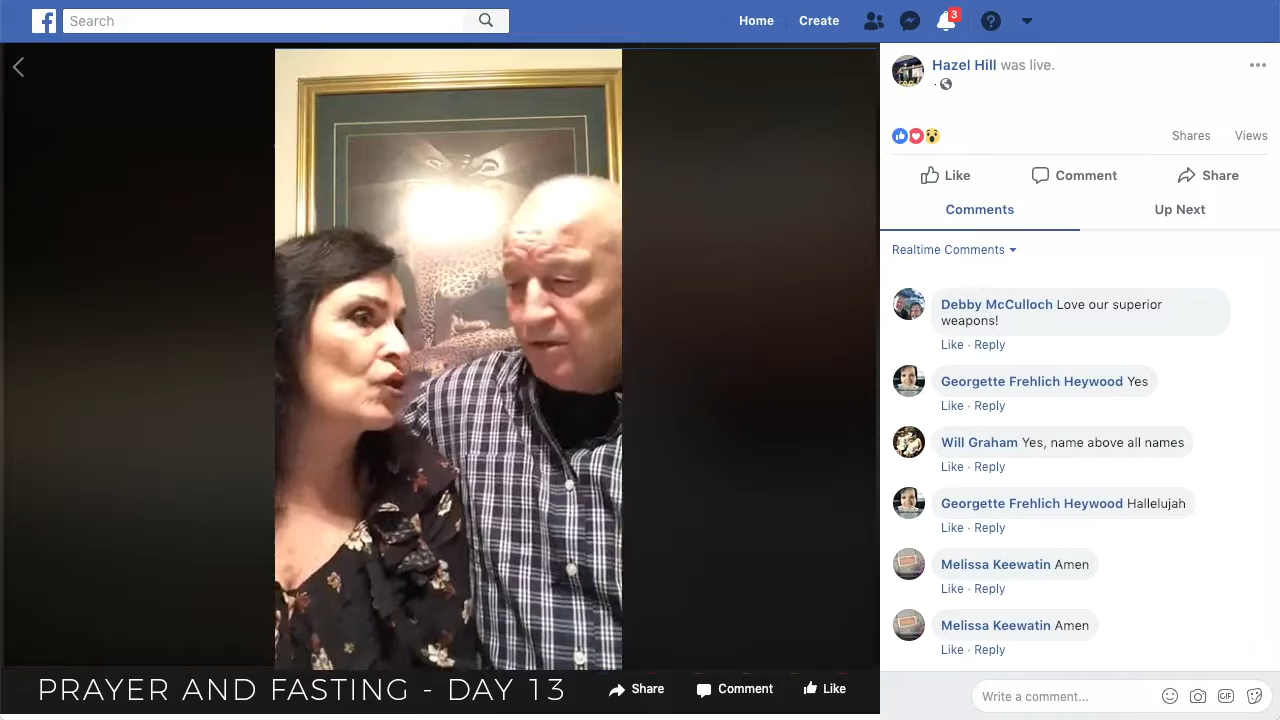 f
Search
Home
Create
3
?
Hazel Hill was live.
·
Shares
Views
Like
Comment
Share
Comments
Up Next
Realtime Comments
Debby McCulloch Love our superior
weapons!
Like · Reply
Georgette Frehlich Heywood Yes
Like · Reply
Will Graham Yes, name above all names
Like · Reply
Georgette Frehlich Heywood Hallelujah
Like · Reply
Melissa Keewatin Amen
Like · Reply
Melissa Keewatin Amen
Like · Reply
PRAYER AND FASTING - DAY 13
Share
Comment
Like
Write a comment...
GIF